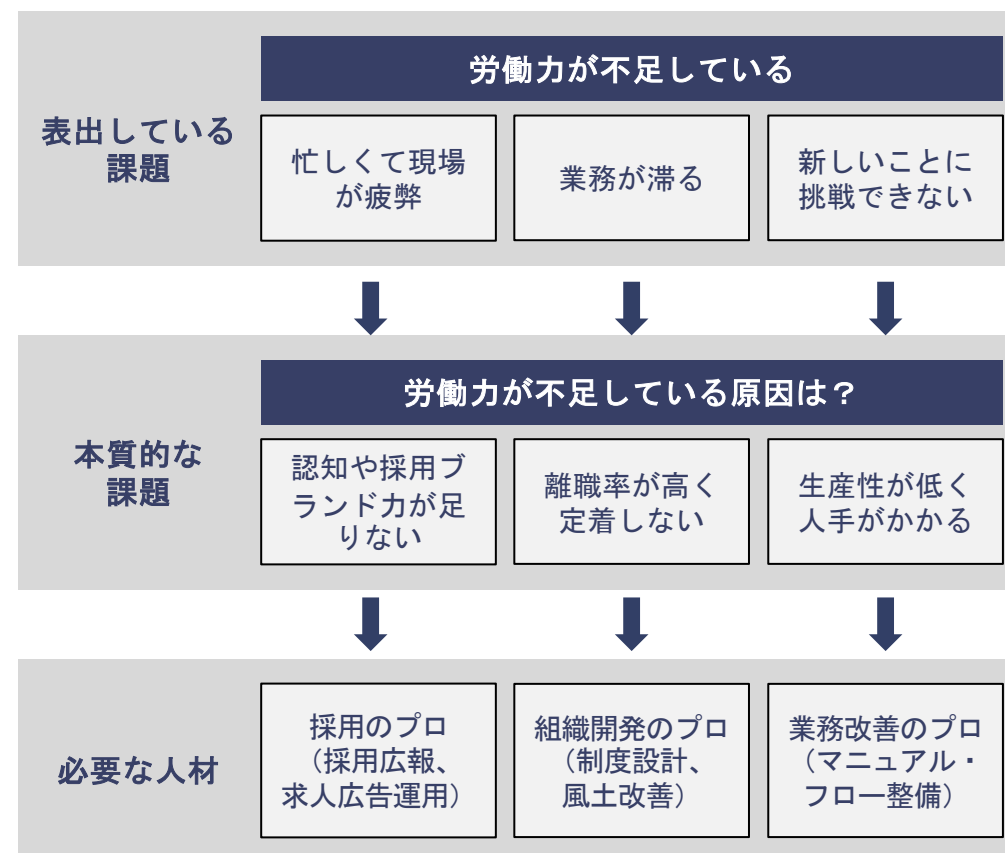 労働力が不足している
表出している
課題
忙しくて現場
が疲弊
業務が滞る
新しいことに
挑戦できない
労働力が不足している原因は？
本質的な
課題
認知や採用ブ
ランド力が足
りない
離職率が高く
定着しない
生産性が低く
人手がかかる
必要な人材
採用のプロ
（採用広報、
求人広告運用）
組織開発のプロ
（制度設計、
風土改善）
業務改善のプロ
（マニュアル・
フロー整備）